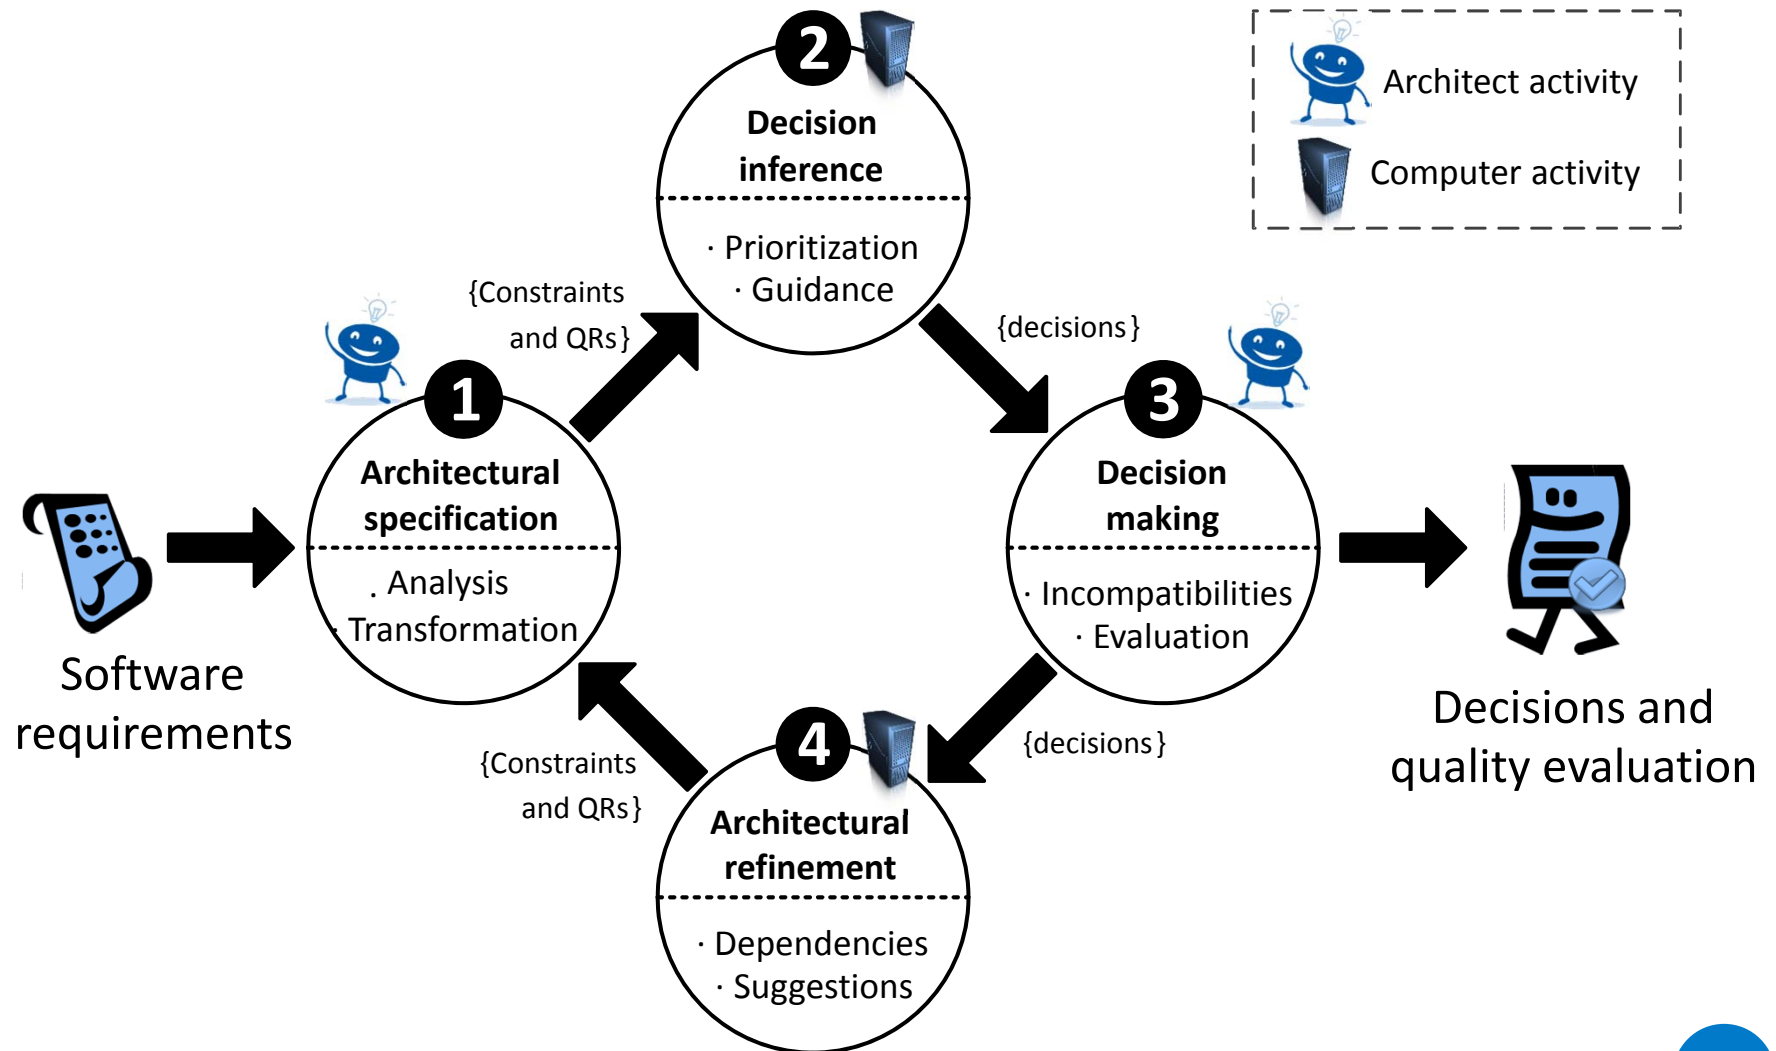 2
Decision
inference
· Prioritization
· Guidance
Architect activity
Computer activity
{Constraints
and QRs}
{decisions}
1
Architectural
specification
. Analysis
· Transformation
3
Decision
making
· Incompatibilities
· Evaluation
Software
requirements
Decisions and
quality evaluation
{Constraints
and QRs}
{decisions}
4
Architectural
refinement
· Dependencies
· Suggestions